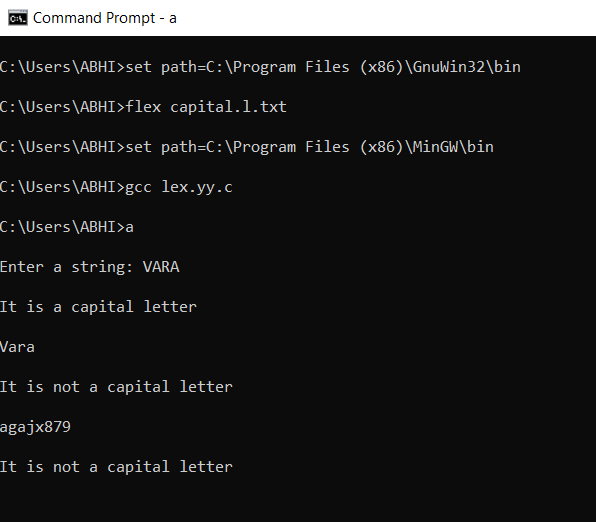 Command Prompt - a
C:\Users\ABHI>set path=C:\Program Files (x86)\GnuWin32\bin
C:\Users\ABHI>flex capital.l.txt
C:\Users\ABHI>set path=C:\Program Files (x86)\MinGW\bin
C:\Users\ABHI>gcc lex.yy.c
C:\Users\ABHI>a
Enter a string: VARA
It is a capital letter
Vara
It is not a capital letter
agajx879
It is not a capital letter